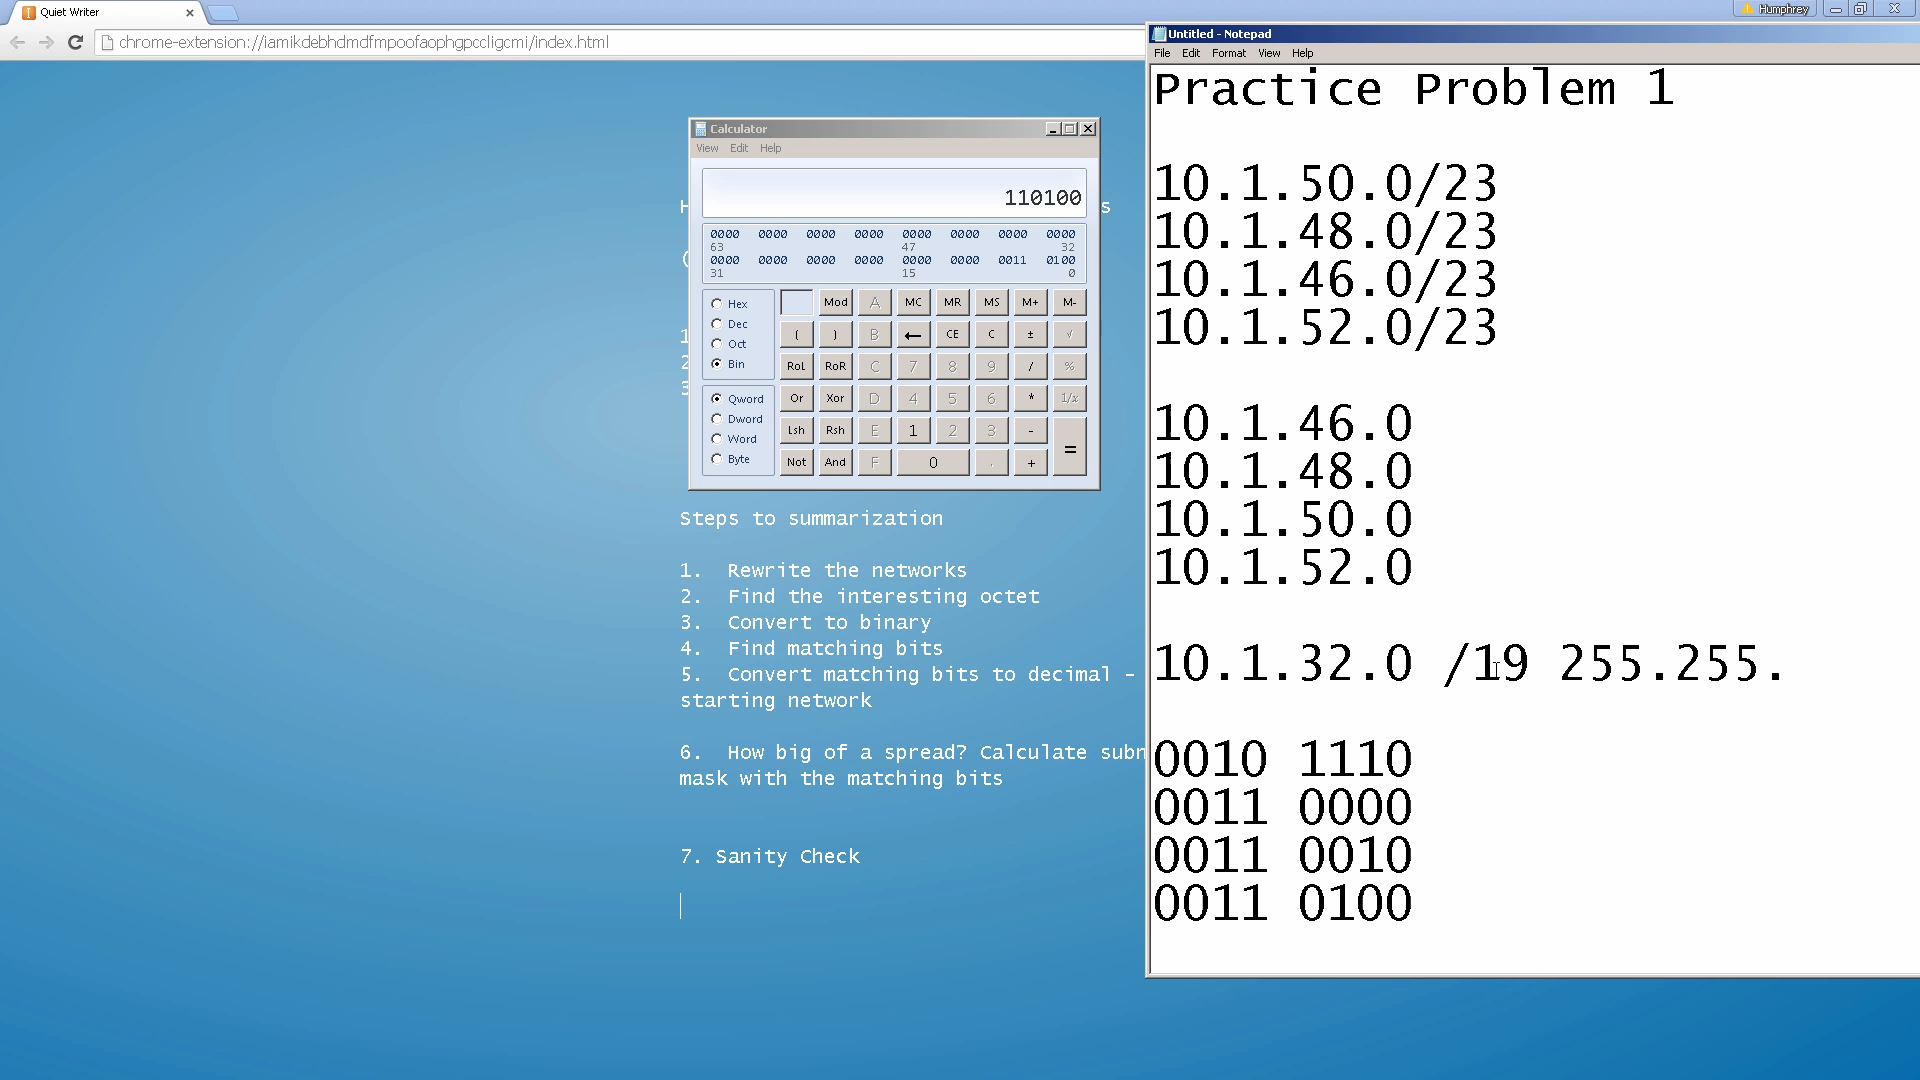 Quiet Writer
Humphrey
chrome-extension://iamikdebhdmdfmpoofaophgpccligcmi/index.html
Untitled - Notepad
File Edit Format View Help
Practice Problem 1
10.1.50.0/23
10.1.48.0/23
10.1.46.0/23
10.1.52.0/23
10.1.46.0
10.1.48.0
10.1.50.0
10.1.52.0
10.1.32.0 /19 255.255.
0010 1110
0011 0000
0011 0010
0011 0100
Calculator
View Edit Help
110100
0000 0000 0000 0000 0000 0000 0000 0000
63 47 32
0000 0000 0000 0000 0000 0000 0011 0100
31 15 0
Hex
Dec
Oct
Bin
Qword
Dword
Word
Byte
Mod A MC MR MS M+ M-
( ) B ← CE C ± √
RoL RoR C 7 8 9 / %
Or Xor D 4 5 6 * 1/x
Lsh Rsh E 1 2 3 - =
Not And F 0 . +
s
(
1
2
3
Steps to summarization
1. Rewrite the networks
2. Find the interesting octet
3. Convert to binary
4. Find matching bits
5. Convert matching bits to decimal -
starting network
6. How big of a spread? Calculate subn
mask with the matching bits
7. Sanity Check